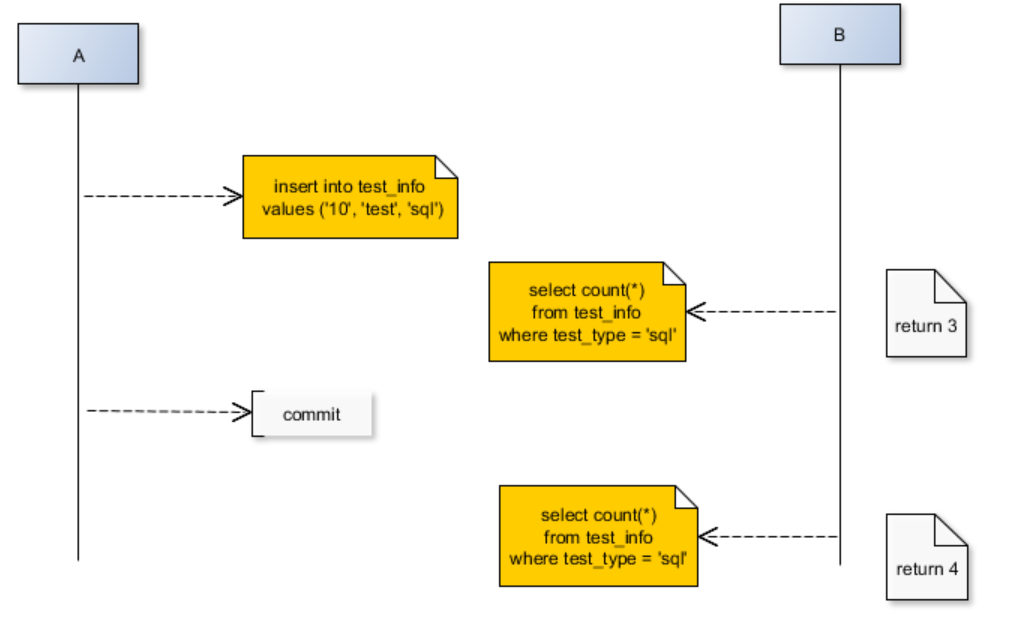 A
B
insert into test_info
values ('10', 'test', 'sql')
select count(*)
from test_info
where test_type = 'sql'
return 3
commit
select count(*)
from test_info
where test_type = 'sql'
return 4